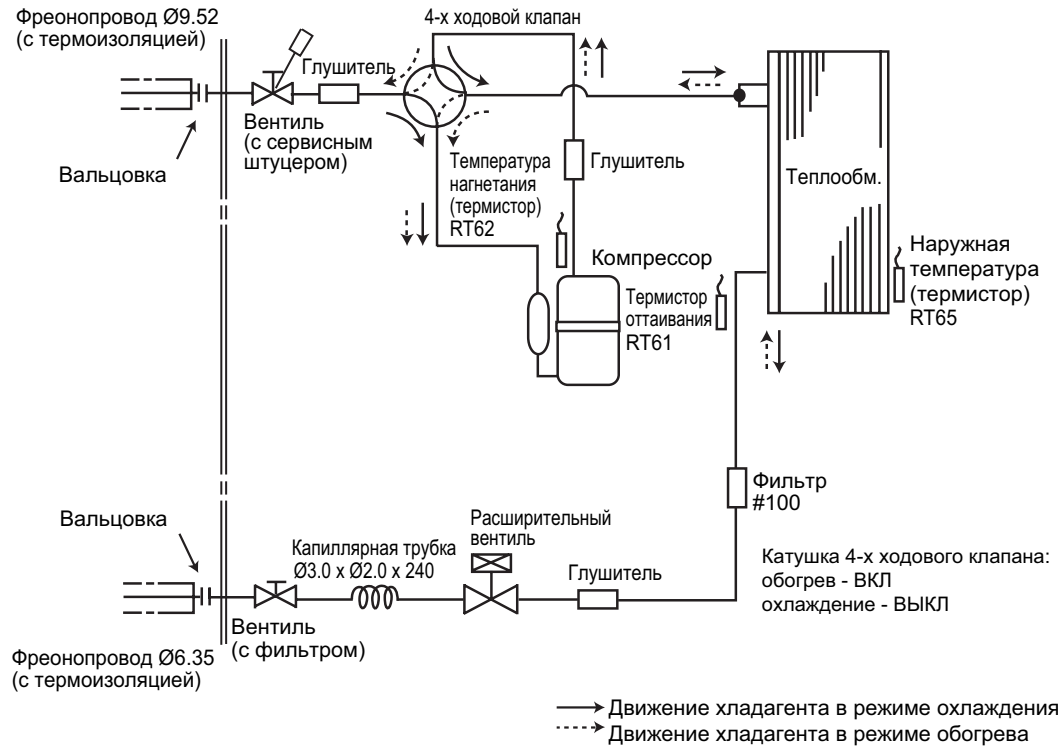 Фреонопровод Ø9.52
(с термоизоляцией)
4-х ходовой клапан
Глушитель
Вентиль
(с сервисным
штуцером)
Вальцовка
Температура
нагнетания
(термистор)
RT62
Глушитель
Теплообм.
Компрессор
Термистор
оттаивания
RT61
Наружная
температура
(термистор)
RT65
Фильтр
#100
Вальцовка
Расширительный
вентиль
Капиллярная трубка
Ø3.0 x Ø2.0 x 240
Глушитель
Катушка 4-х ходового клапана:
обогрев - ВКЛ
охлаждение - ВЫКЛ
Вентиль
(с фильтром)
Фреонопровод Ø6.35
(с термоизоляцией)
Движение хладагента в режиме охлаждения
Движение хладагента в режиме обогрева